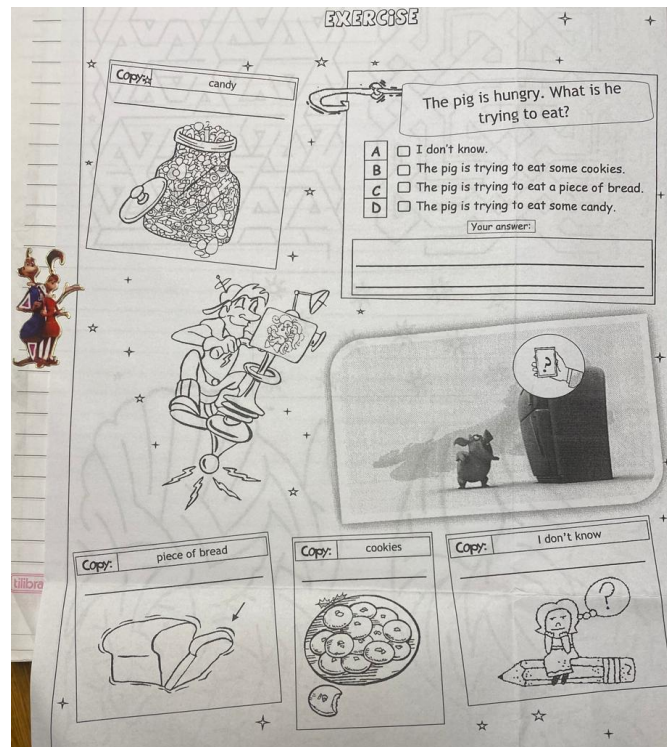 EXERCISE
Copy: candy
The pig is hungry. What is he
trying to eat?
A I don't know.
B The pig is trying to eat some cookies.
C The pig is trying to eat a piece of bread.
D The pig is trying to eat some candy.
Your answer:
?
Copy: piece of bread
Copy: cookies
Copy: I don't know
?
tilibra